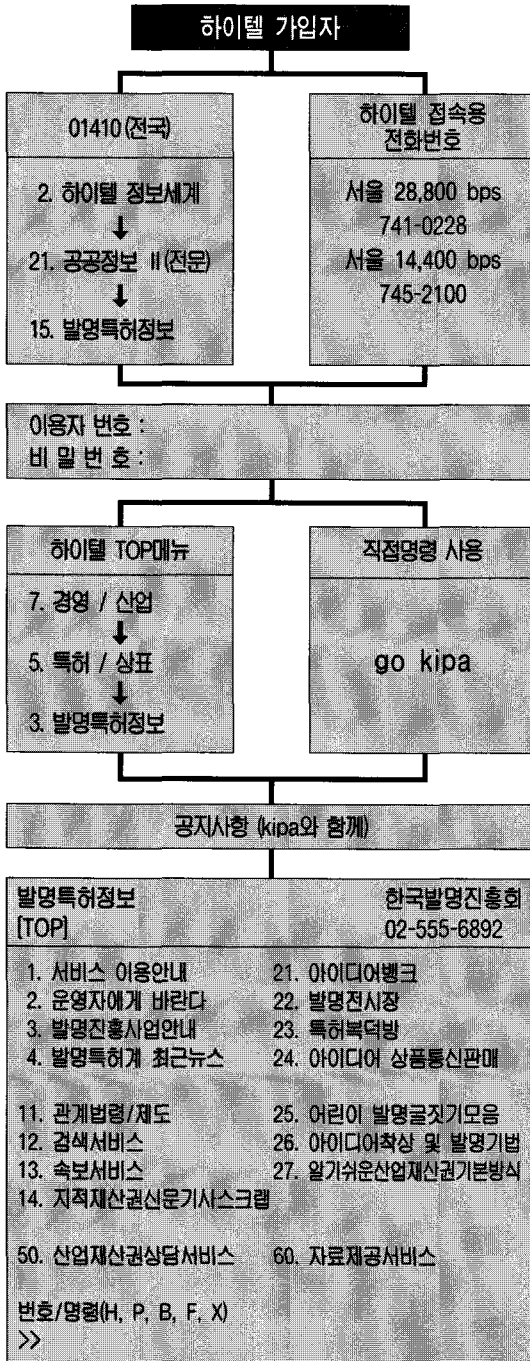 하이텔 가입자
01410(전국)
2. 하이텔 정보세계
↓
21. 공공정보 II(전문)
↓
15. 발명특허정보
하이텔 접속용
전화번호
서울 28,800 bps
741-0228
서울 14,400 bps
745-2100
이용자 번호 :
비 밀 번 호 :
하이텔 TOP메뉴
7. 경영 / 산업
↓
5. 특허 / 상표
↓
3. 발명특허정보
직접명령 사용
go kipa
공지사항 (kipa와 함께)
발명특허정보 한국발명진흥회
[TOP] 02-555-6892
1. 서비스 이용안내 21. 아이디어뱅크
2. 운영자에게 바란다 22. 발명전시장
3. 발명진흥사업안내 23. 특허복덕방
4. 발명특허계 최근뉴스 24. 아이디어 상품통신판매
11. 관계법령/제도 25. 어린이 발명글짓기모음
12. 검색서비스 26. 아이디어착상 및 발명기법
13. 속보서비스 27. 알기쉬운산업재산권기본방식
14. 지적재산권신문기사스크랩
50. 산업재산권상담서비스 60. 자료제공서비스
번호/명령(H, P, B, F, X)
>>